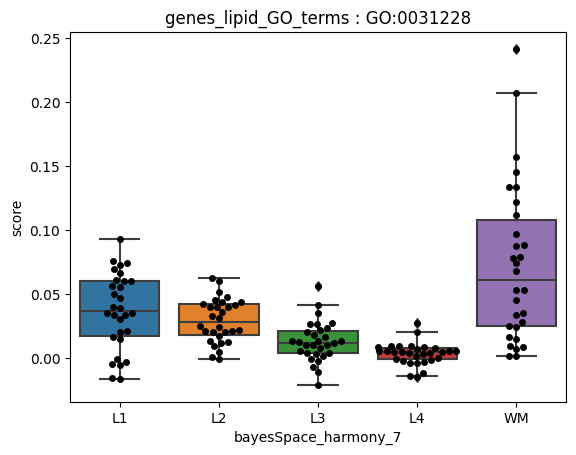 genes_lipid_GO_terms : GO:0031228
0.25
0.20
0.15
0.10
0.05
0.00
score
L1 L2 L3 L4 WM
bayesSpace_harmony_7